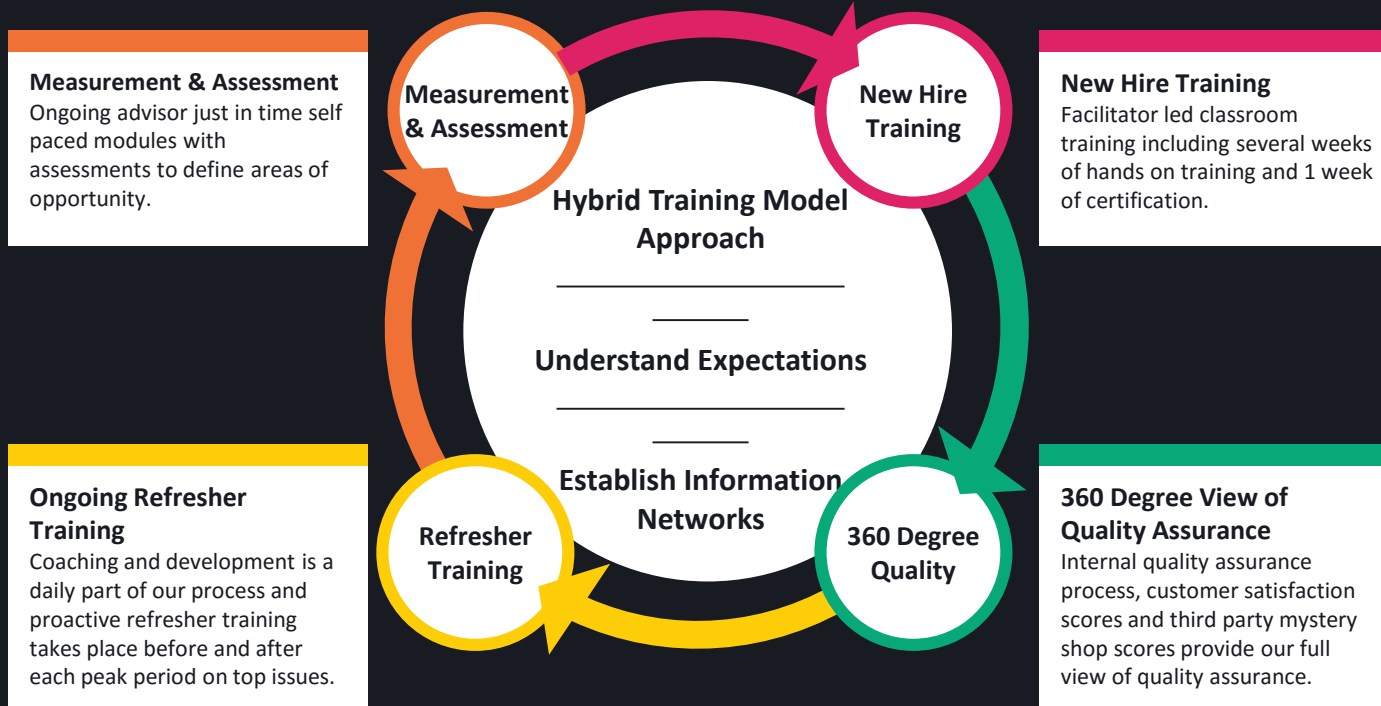 Measurement & Assessment
Ongoing advisor just in time self
paced modules with
assessments to define areas of
opportunity.
Measurement
& Assessment
New Hire
Training
New Hire Training
Facilitator led classroom
training including several weeks
of hands on training and 1 week
of certification.
Hybrid Training Model
Approach
Understand Expectations
Establish Information
Networks
Ongoing Refresher
Training
Coaching and development is a
daily part of our process and
proactive refresher training
takes place before and after
each peak period on top issues.
Refresher
Training
360 Degree
Quality
360 Degree View of
Quality Assurance
Internal quality assurance
process, customer satisfaction
scores and third party mystery
shop scores provide our full
view of quality assurance.